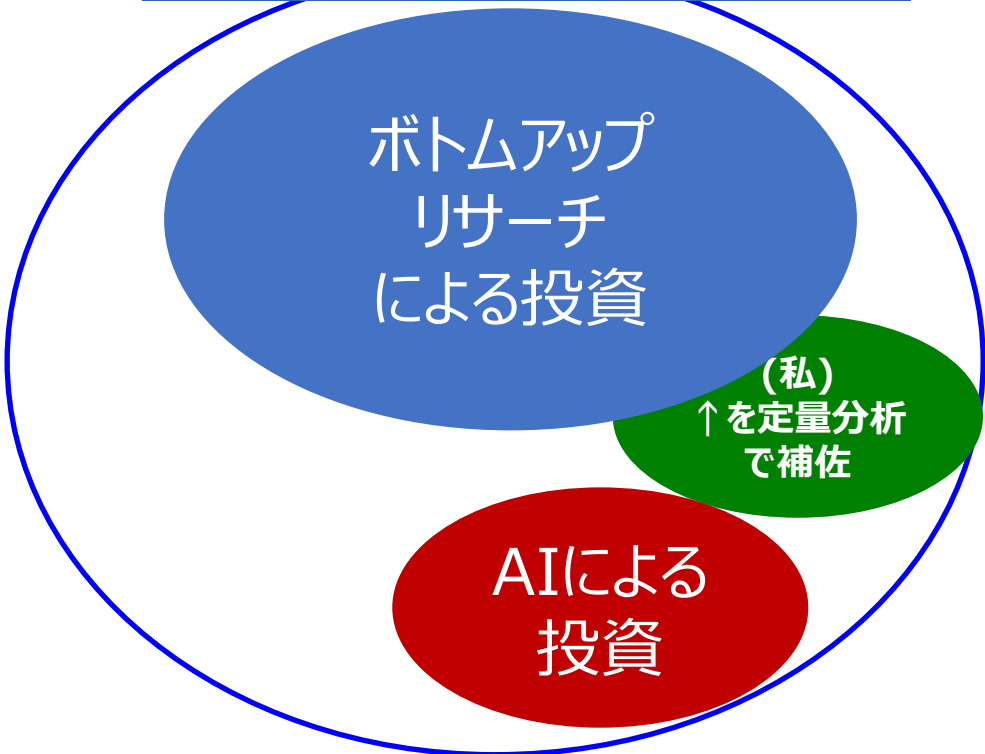 ボトムアップ
リサーチ
による投資
(私)
↑を定量分析
で補佐
AIによる
投資